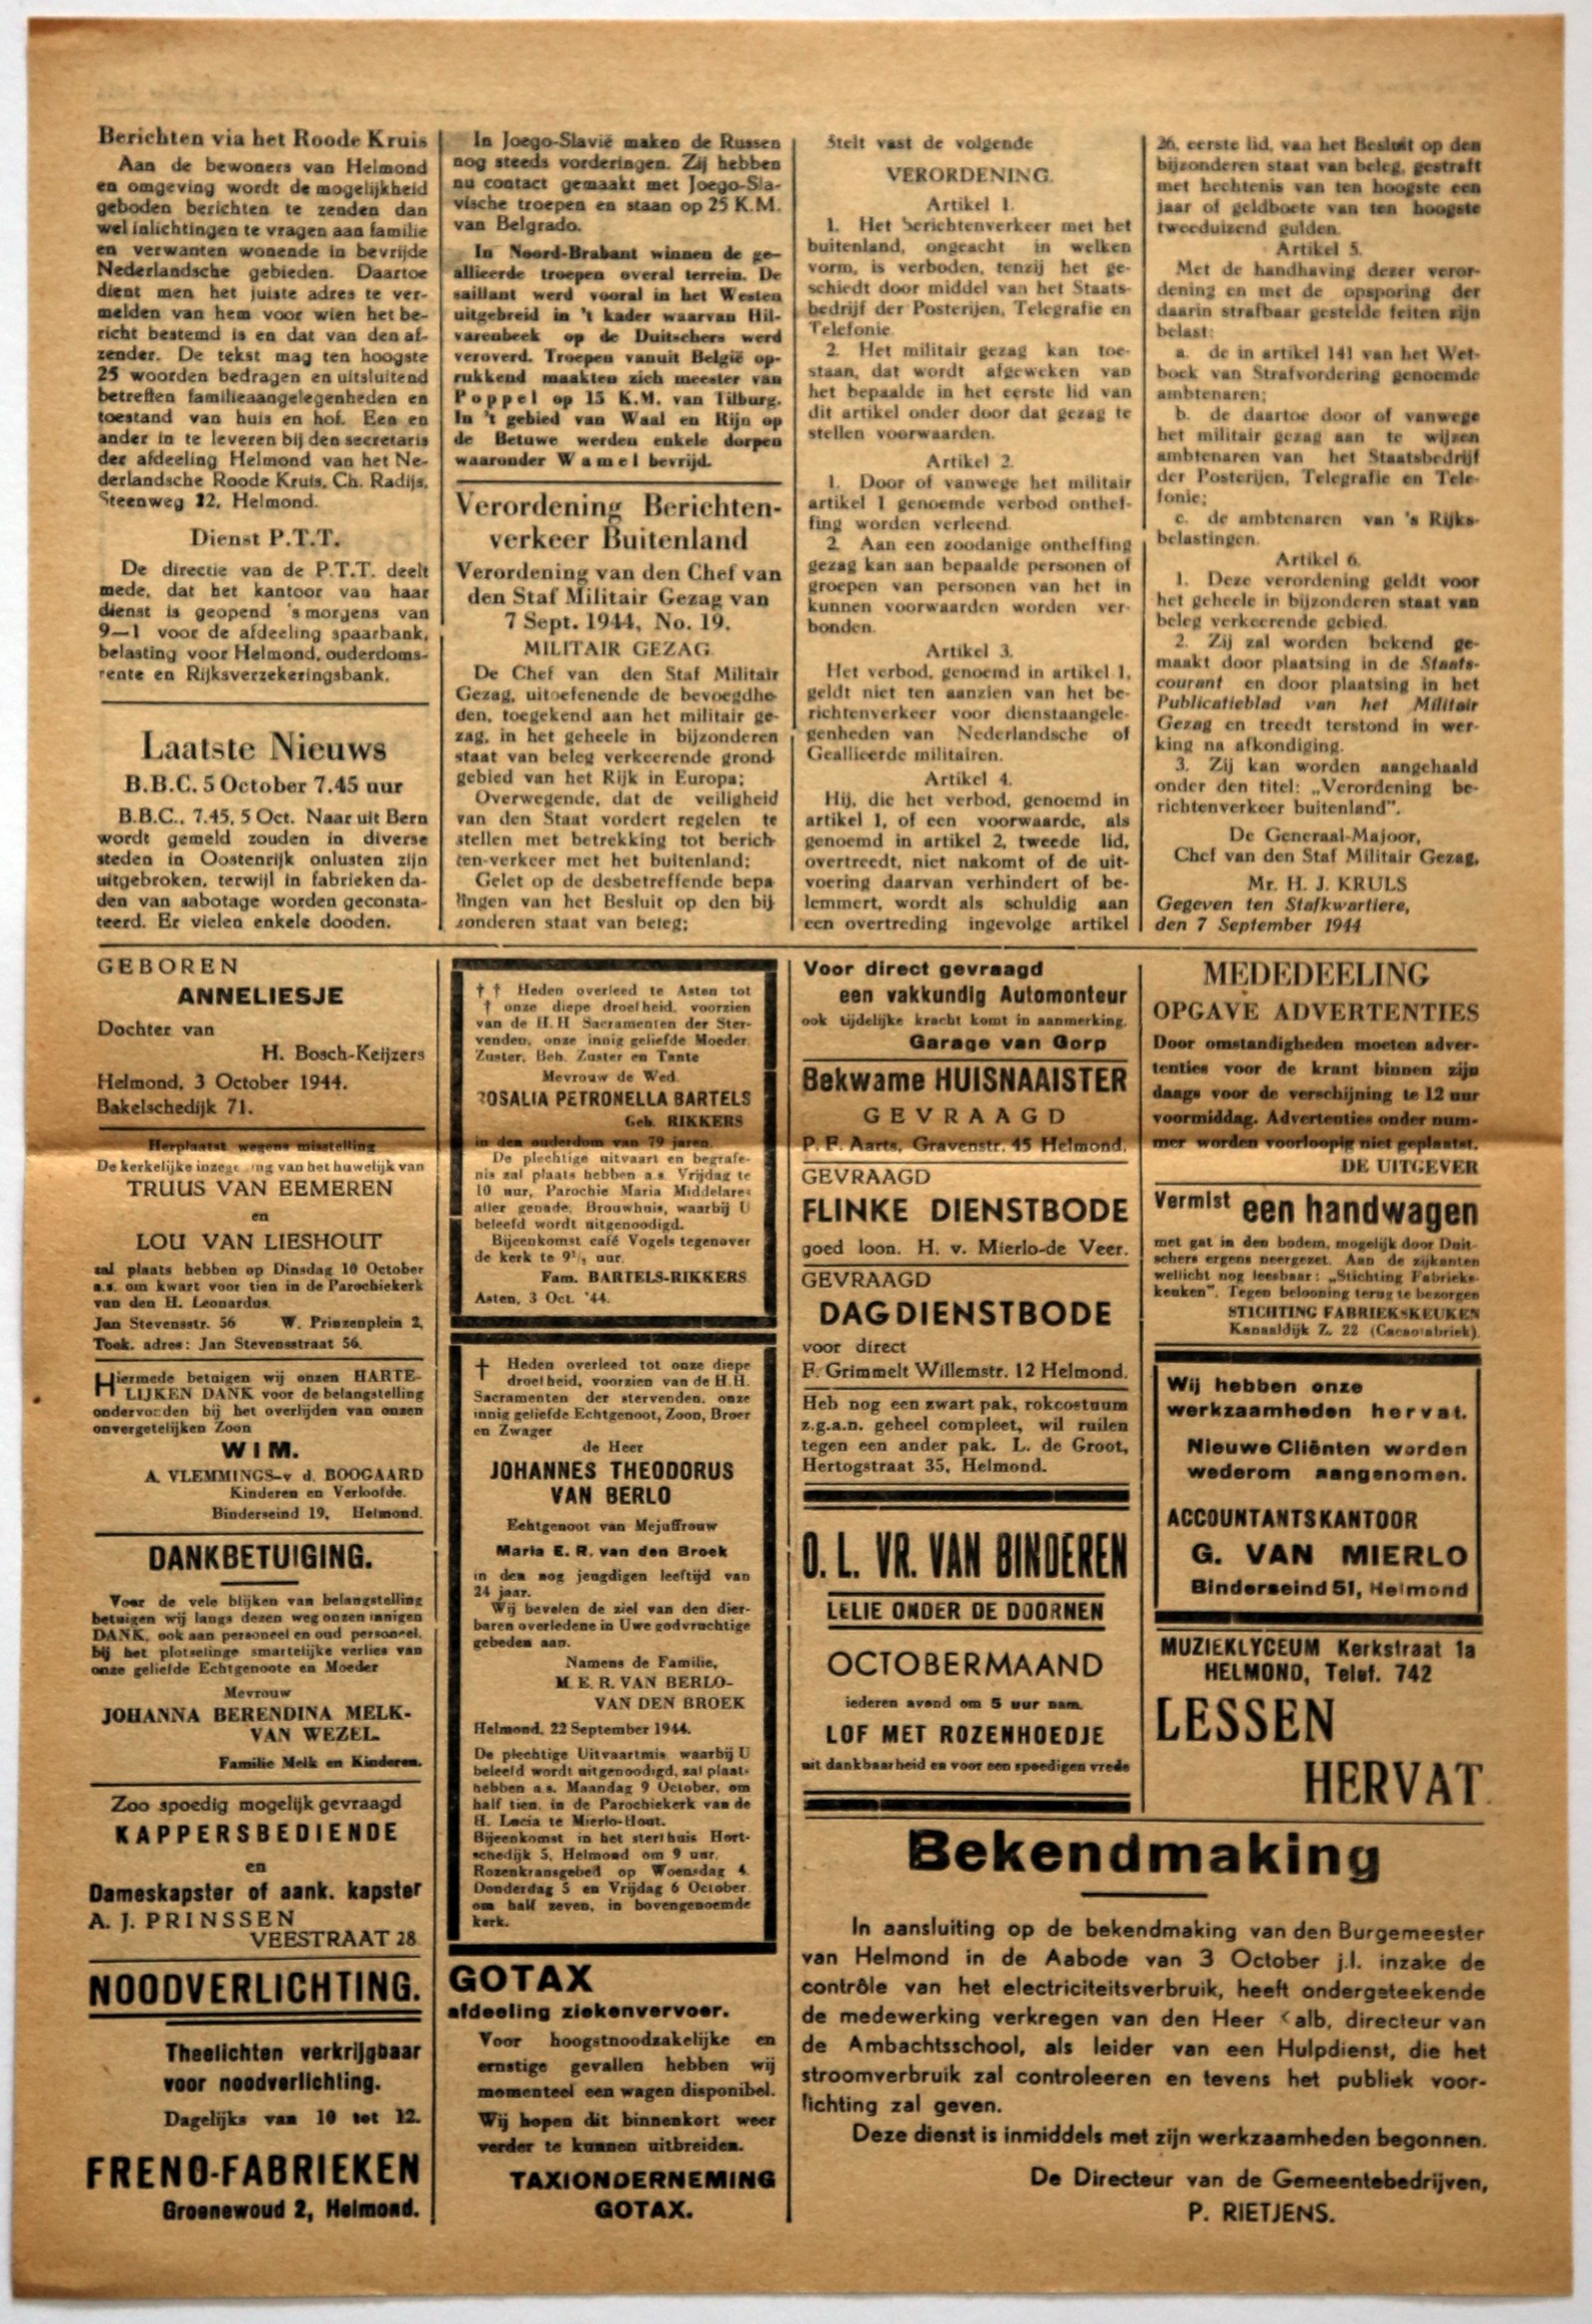 Berichten via het Roode Kruis
Aan de bewoners van Helmond
en omgeving wordt de mogelijkheid
geboden berichten te zenden dan
wel inlichtingen te vragen aan familie
en verwanten wonende in bevrijde
Nederlandsche gebieden. Daartoe
dient men het juiste adres te ver-
melden van hem voor wien het be-
richt bestemd is en dat van den af-
zender. De tekst mag ten hoogste
25 woorden bedragen en uitsluitend
betreffen familieaangelegenheden en
toestand van huis en hof. Een en
ander in te leveren bij den secretaris
der afdeeling Helmond van het Ne-
derlandsche Roode Kruis, Ch. Radijs,
Steenweg 12, Helmond.
Dienst P.T.T.
De directie van de P.T.T. deelt
mede, dat het kantoor van haar
dienst is geopend 's morgens van
9—1 voor de afdeeling spaarbank,
belasting voor Helmond, ouderdoms-
rente en Rijksverzekeringsbank.
Laatste Nieuws
B.B.C. 5 October 7.45 uur
B.B.C., 7.45, 5 Oct. Naar uit Bern
wordt gemeld zouden in diverse
steden in Oostenrijk onlusten zijn
uitgebroken, terwijl in fabrieken da-
den van sabotage worden geconsta-
teerd. Er vielen enkele dooden.
In Joego-Slavië maken de Russen
nog steeds vorderingen. Zij hebben
nu contact gemaakt met Joego-Sla-
vische troepen en staan op 25 K.M.
van Belgrado.
In Noord-Brabant winnen de ge-
allieerde troepen overal terrein. De
saillant werd vooral in het Westen
uitgebreid in 't kader waarvan Hil-
varenbeek op de Duitschers werd
veroverd. Troepen vanuit België op-
rukkend maakten zich meester van
Poppel op 15 K.M. van Tilburg.
In 't gebied van Waal en Rijn op
de Betuwe werden enkele dorpen
waaronder Wamel bevrijd.
Verordening Berichten-
verkeer Buitenland
Verordening van den Chef van
den Staf Militair Gezag van
7 Sept. 1944, No. 19.
MILITAIR GEZAG
De Chef van den Staf Militair
Gezag, uitoefenende de bevoegdhe-
den, toegekend aan het militair ge-
zag, in het geheele in bijzonderen
staat van beleg verkeerende grond-
gebied van het Rijk in Europa;
Overwegende, dat de veiligheid
van den Staat vordert regelen te
stellen met betrekking tot berich-
ten-verkeer met het buitenland;
Gelet op de desbetreffende bepa
lingen van het Besluit op den bij
zonderen staat van beleg;
Stelt vast de volgende
VERORDENING.
Artikel 1.
1. Het berichtenverkeer met het
buitenland, ongeacht in welken
vorm, is verboden, tenzij het ge-
schiedt door middel van het Staats-
bedrijf der Posterijen, Telegrafie en
Telefonie.
2. Het militair gezag kan toe-
staan, dat wordt afgeweken van
het bepaalde in het eerste lid van
dit artikel onder door dat gezag te
stellen voorwaarden.
Artikel 2.
1. Door of vanwege het militair
artikel 1 genoemde verbod onthef-
fing worden verleend.
2. Aan een zoodanige ontheffing
gezag kan aan bepaalde personen of
groepen van personen van het in
kunnen voorwaarden worden ver-
bonden.
Artikel 3.
Het verbod, genoemd in artikel 1,
geldt niet ten aanzien van het be-
richtenverkeer voor dienstaangele-
genheden van Nederlandsche of
Geallieerde militairen.
Artikel 4.
Hij, die het verbod, genoemd in
artikel 1, of een voorwaarde, als
genoemd in artikel 2, tweede lid,
overtreedt, niet nakomt of de uit-
voering daarvan verhindert of be-
lemmert, wordt als schuldig aan
een overtreding ingevolge artikel
26, eerste lid, van het Besluit op den
bijzonderen staat van beleg, gestraft
met hechtenis van ten hoogste een
jaar of geldboete van ten hoogste
tweeduizend gulden.
Artikel 5.
Met de handhaving dezer veror-
dening en met de opsporing der
daarin strafbaar gestelde feiten zijn
belast:
a. de in artikel 141 van het Wet-
boek van Strafvordering genoemde
ambtenaren;
b. de daartoe door of vanwege
het militair gezag aan te wijzen
ambtenaren van het Staatsbedrijf
der Posterijen, Telegrafie en Tele-
fonie;
c. de ambtenaren van 's Rijks-
belastingen.
Artikel 6.
1. Deze verordening geldt voor
het geheele in bijzonderen staat van
beleg verkeerende gebied.
2. Zij zal worden bekend ge-
maakt door plaatsing in de Staats-
courant en door plaatsing in het
Publicatieblad van het Militair
Gezag en treedt terstond in wer-
king na afkondiging.
3. Zij kan worden aangehaald
onder den titel: „Verordening be-
richtenverkeer buitenland".
De Generaal-Majoor,
Chef van den Staf Militair Gezag,
Mr. H. J. KRULS
Gegeven ten Stafkwartiere,
den 7 September 1944
GEBOREN
ANNELIESJE
Dochter van
H. Bosch-Keijzers
Helmond, 3 October 1944.
Bakelschedijk 71.
Herplaatst wegens misstelling
De kerkelijke inzege ing van het huwelijk van
TRUUS VAN EEMEREN
en
LOU VAN LIESHOUT
zal plaats hebben op Dinsdag 10 October
a.s. om kwart voor tien in de Parochiekerk
van den H. Leonardus
Jan Stevensstr. 56 W. Prinzenplein 2,
Toek. adres: Jan Stevensstraat 56.
Hiermede betuigen wij onzen HARTE-
LIJKEN DANK voor de belangstelling
ondervonden bij het overlijden van onzen
onvergetelijken Zoon
WIM.
A. VLEMMINGS-v d. BOOGAARD
Kinderen en Verloofde.
Binderseind 19, Helmond.
DANKBETUIGING.
Voor de vele blijken van belangstelling
betuigen wij langs dezen weg onzen innigen
DANK, ook aan personeel en oud personeel,
bij het plotselinge smartelijke verlies van
onze geliefde Echtgenoote en Moeder
Mevrouw
JOHANNA BERENDINA MELK-
VAN WEZEL.
Familie Melk en Kinderen.
Zoo spoedig mogelijk gevraagd
KAPPERSBEDIENDE
en
Dameskapster of aank. kapster
A. J. PRINSSEN
VEESTRAAT 28
NOODVERLICHTING.
Theelichten verkrijgbaar
voor noodverlichting.
Dagelijks van 10 tot 12.
FRENO-FABRIEKEN
Groenewoud 2, Helmond.
† † Heden overleed te Asten tot
† onze diepe droefheid, voorzien
van de H.H Sacramenten der Ster-
venden, onze innig geliefde Moeder,
Zuster, Beh. Zuster en Tante
Mevrouw de Wed.
ROSALIA PETRONELLA BARTELS
Geb. RIKKERS
in den ouderdom van 79 jaren.
De plechtige uitvaart en begrafe-
nis zal plaats hebben a.s. Vrijdag te
10 uur, Parochie Maria Middelares
aller genade, Brouwhuis, waarbij U
beleefd wordt uitgenoodigd.
Bijeenkomst café Vogels tegenover
de kerk te 9½ uur.
Fam. BARTELS-RIKKERS
Asten, 3 Oct. '44.
† Heden overleed tot onze diepe
droefheid, voorzien van de H.H.
Sacramenten der stervenden, onze
innig geliefde Echtgenoot, Zoon, Broer
en Zwager
de Heer
JOHANNES THEODORUS
VAN BERLO
Echtgenoot van Mejuffrouw
Maria E. R. van den Broek
in den nog jeugdigen leeftijd van
24 jaar.
Wij bevelen de ziel van den dier-
baren overledene in Uwe godvruchtige
gebeden aan.
Namens de Familie,
M. E. R. VAN BERLO-
VAN DEN BROEK
Helmond, 22 September 1944.
De plechtige Uitvaartmis waarbij U
beleefd wordt uitgenoodigd, zal plaats
hebben a.s. Maandag 9 October, om
half tien, in de Parochiekerk van de
H. Lucia te Mierlo-Hout.
Bijeenkomst in het sterfhuis Hort-
schedijk 5, Helmond om 9 uur.
Rozenkransgebed op Woensdag 4,
Donderdag 5 en Vrijdag 6 October
om half zeven, in bovengenoemde
kerk.
GOTAX
afdeeling ziekenvervoer.
Voor hoogstnoodzakelijke en
ernstige gevallen hebben wij
momenteel een wagen disponibel.
Wij hopen dit binnenkort weer
verder te kunnen uitbreiden.
TAXIONDERNEMING
GOTAX.
Voor direct gevraagd
een vakkundig Automonteur
ook tijdelijke kracht komt in aanmerking.
Garage van Gorp
Bekwame HUISNAAISTER
GEVRAAGD
P. F. Aarts, Gravenstr. 45 Helmond.
GEVRAAGD
FLINKE DIENSTBODE
goed loon. H. v. Mierlo-de Veer.
GEVRAAGD
DAGDIENSTBODE
voor direct
F. Grimmelt Willemstr. 12 Helmond.
Heb nog een zwart pak, rokcostuum
z.g.a.n. geheel compleet, wil ruilen
tegen een ander pak. L. de Groot,
Hertogstraat 35, Helmond.
O. L. VR. VAN BINDEREN
LELIE ONDER DE DOORNEN
OCTOBERMAAND
iederen avond om 5 uur nam.
LOF MET ROZENHOEDJE
uit dankbaarheid en voor een spoedigen vrede
MEDEDEELING
OPGAVE ADVERTENTIES
Door omstandigheden moeten adver-
tenties voor de krant binnen zijn
daags voor de verschijning te 12 uur
voormiddag. Advertenties onder num-
mer worden voorloopig niet geplaatst.
DE UITGEVER
Vermist een handwagen
met gat in den bodem, mogelijk door Duit-
schers ergens neergezet. Aan de zijkanten
wellicht nog leesbaar: „Stichting Fabrieks-
keuken". Tegen belooning terug te bezorgen
STICHTING FABRIEKSKEUKEN
Kanaaldijk Z. 22 (Cacaofabriek).
Wij hebben onze
werkzaamheden hervat.
Nieuwe Cliënten worden
wederom aangenomen.
ACCOUNTANTSKANTOOR
G. VAN MIERLO
Binderseind 51, Helmond
MUZIEKLYCEUM Kerkstraat 1a
HELMOND, Telef. 742
LESSEN
HERVAT.
Bekendmaking
In aansluiting op de bekendmaking van den Burgemeester
van Helmond in de Aabode van 3 October j.l. inzake de
contrôle van het electriciteitsverbruik, heeft ondergeteekende
de medewerking verkregen van den Heer Kalb, directeur van
de Ambachtsschool, als leider van een Hulpdienst, die het
stroomverbruik zal controleeren en tevens het publiek voor-
lichting zal geven.
Deze dienst is inmiddels met zijn werkzaamheden begonnen.
De Directeur van de Gemeentebedrijven,
P. RIETJENS.